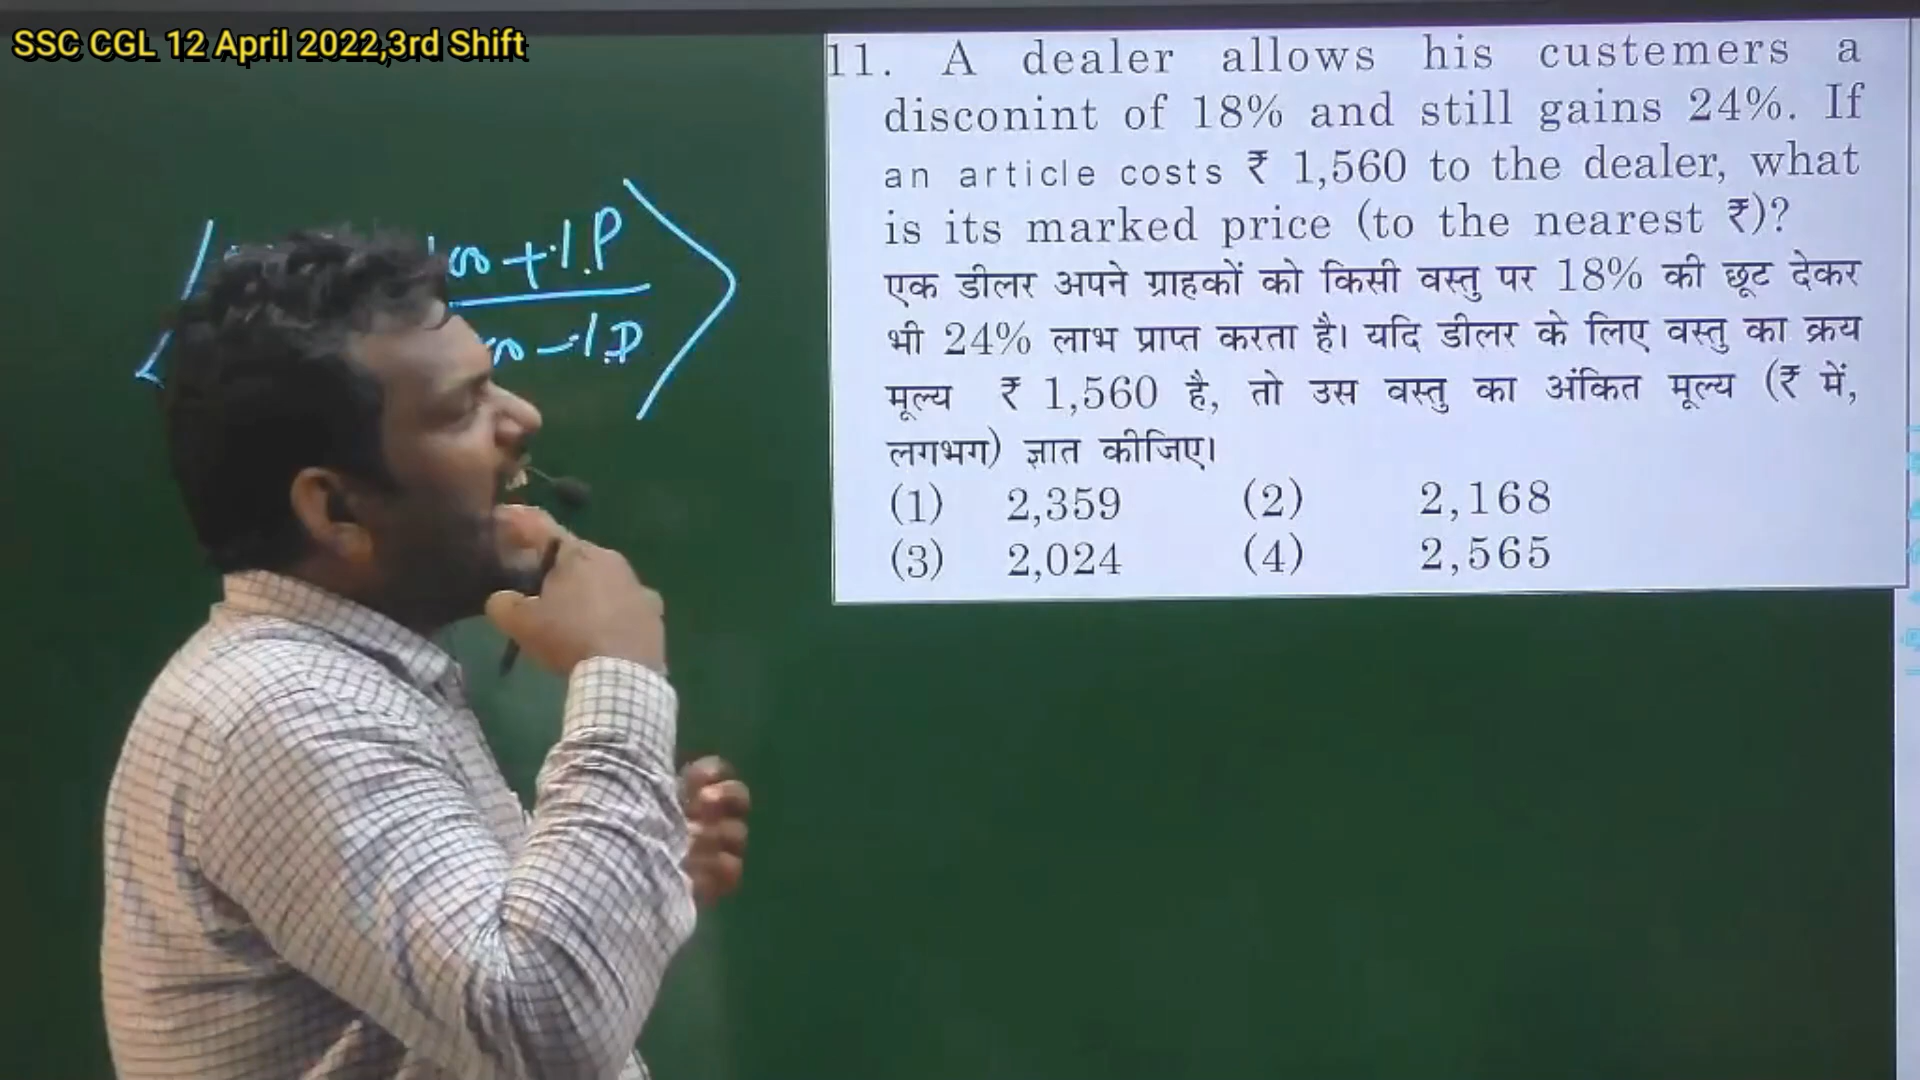 SSC CGL 12 April 2022,3rd Shift
11. A dealer allows his custemers a
disconint of 18% and still gains 24%. If
an article costs ₹ 1,560 to the dealer, what
is its marked price (to the nearest ₹)?
एक डीलर अपने ग्राहकों को किसी वस्तु पर 18% की छूट देकर
भी 24% लाभ प्राप्त करता है। यदि डीलर के लिए वस्तु का क्रय
मूल्य ₹ 1,560 है, तो उस वस्तु का अंकित मूल्य (₹ में,
लगभग) ज्ञात कीजिए।
(1) 2,359 (2) 2,168
(3) 2,024 (4) 2,565
+%P
-%D